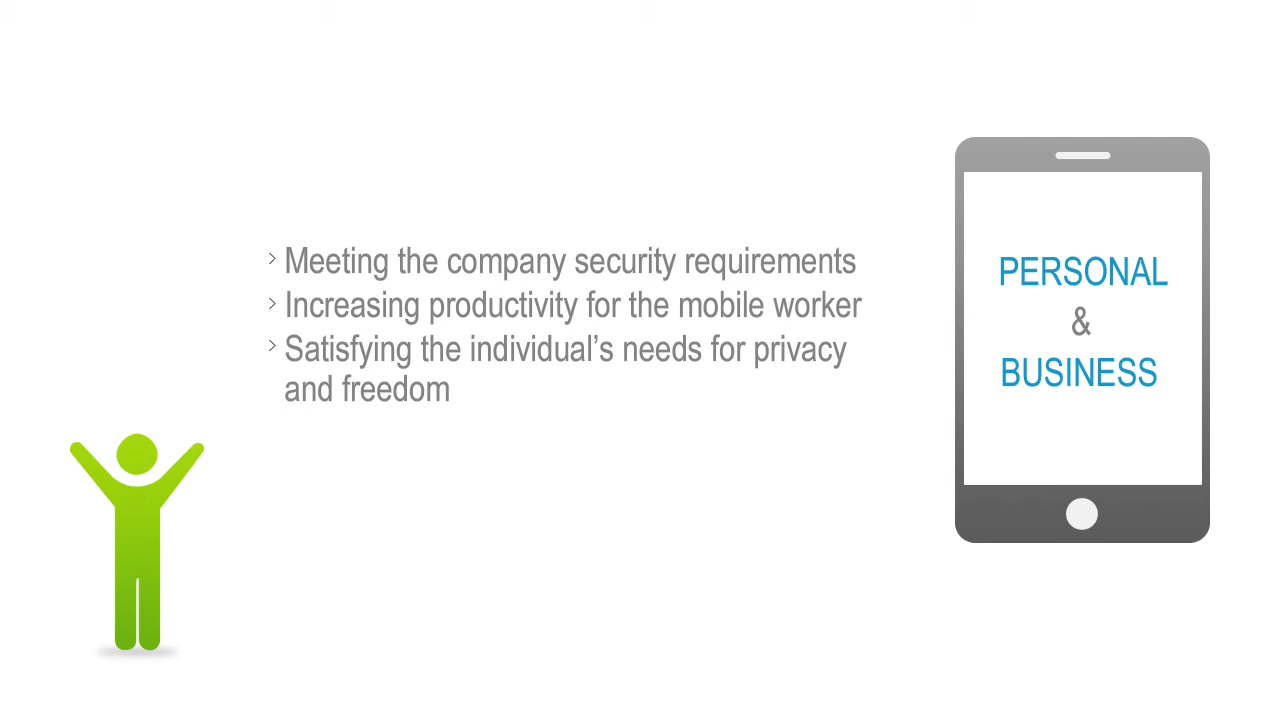 › Meeting the company security requirements
› Increasing productivity for the mobile worker
› Satisfying the individual’s needs for privacy
and freedom
PERSONAL
&
BUSINESS